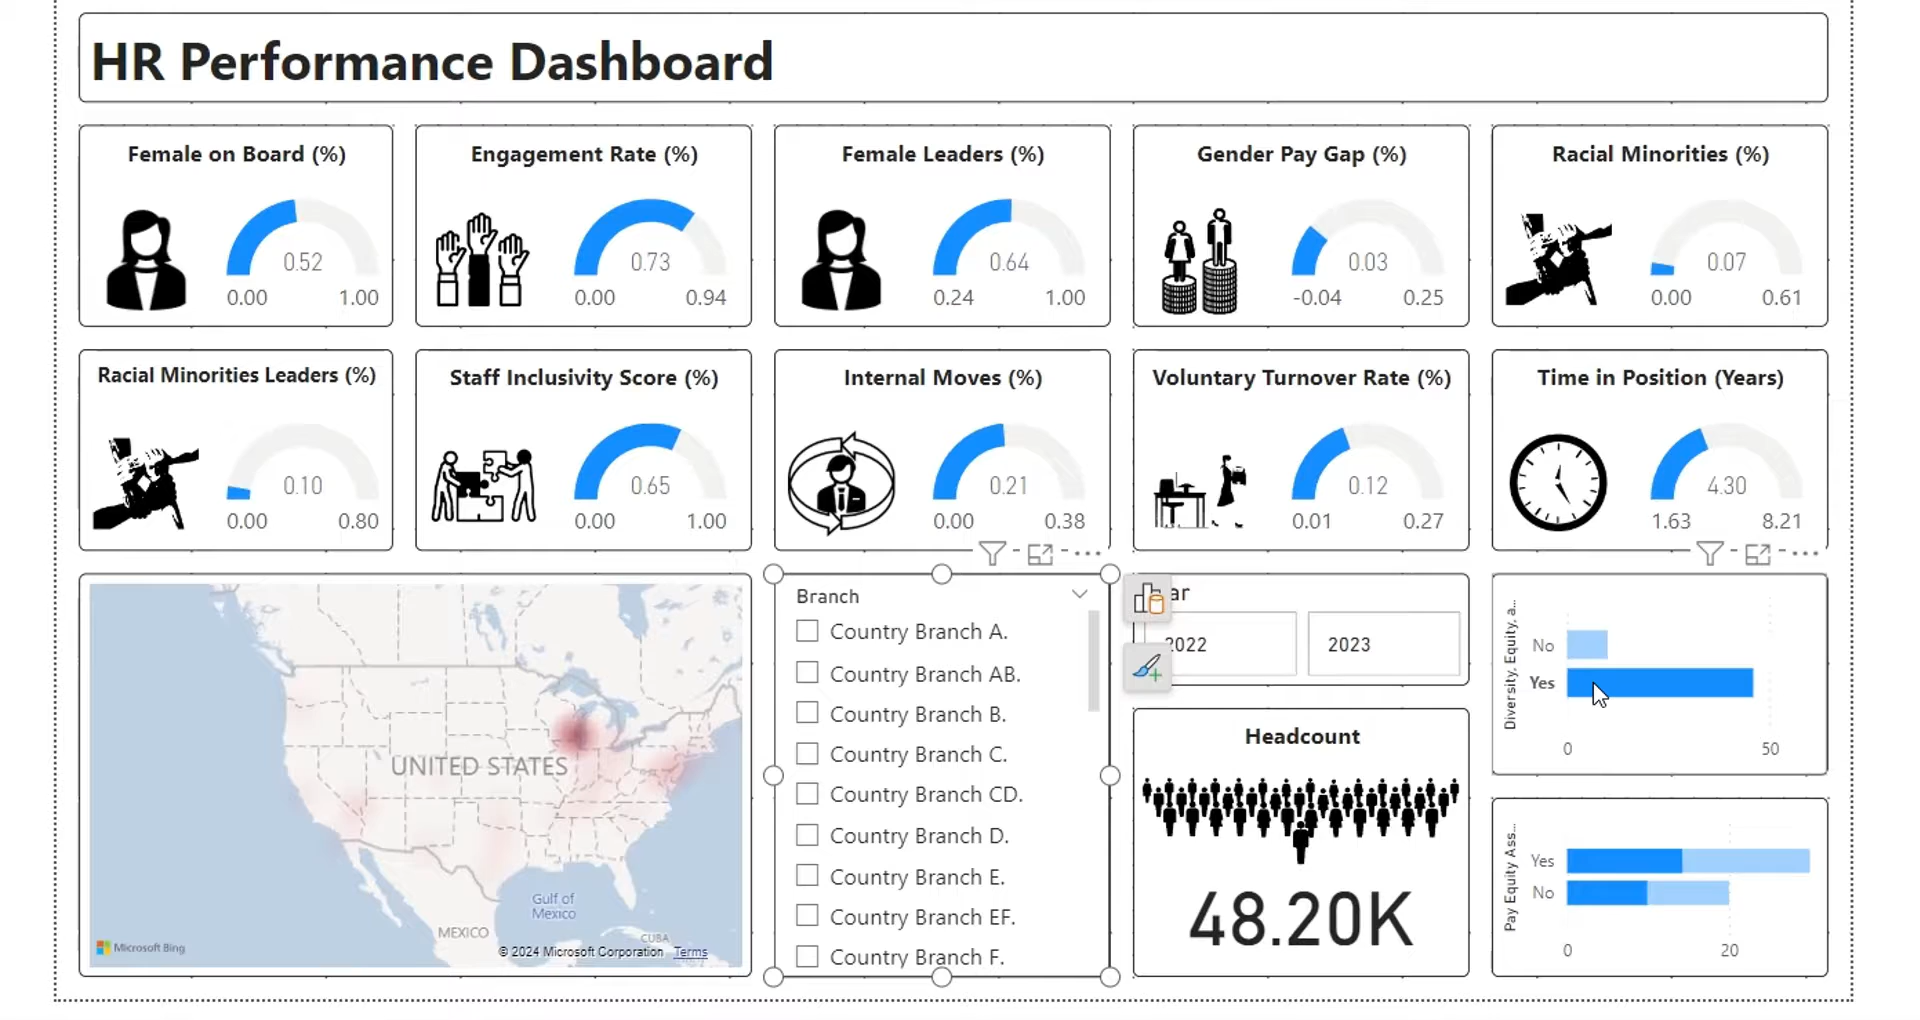 HR Performance Dashboard
Female on Board (%)
0.52
0.00 1.00
Engagement Rate (%)
0.73
0.00 0.94
Female Leaders (%)
0.64
0.24 1.00
Gender Pay Gap (%)
0.03
-0.04 0.25
Racial Minorities (%)
0.07
0.00 0.61
Racial Minorities Leaders (%)
0.10
0.00 0.80
Staff Inclusivity Score (%)
0.65
0.00 1.00
Internal Moves (%)
0.21
0.00 0.38
Voluntary Turnover Rate (%)
0.12
0.01 0.27
Time in Position (Years)
4.30
1.63 8.21
UNITED STATES
Gulf of
Mexico
MEXICO
CUBA
Microsoft Bing
© 2024 Microsoft Corporation Terms
Branch
Country Branch A.
Country Branch AB.
Country Branch B.
Country Branch C.
Country Branch CD.
Country Branch D.
Country Branch E.
Country Branch EF.
Country Branch F.
ar
2022 2023
Headcount
48.20K
Diversity, Equity, a...
No
Yes
0 50
Pay Equity Ass...
Yes
No
0 20